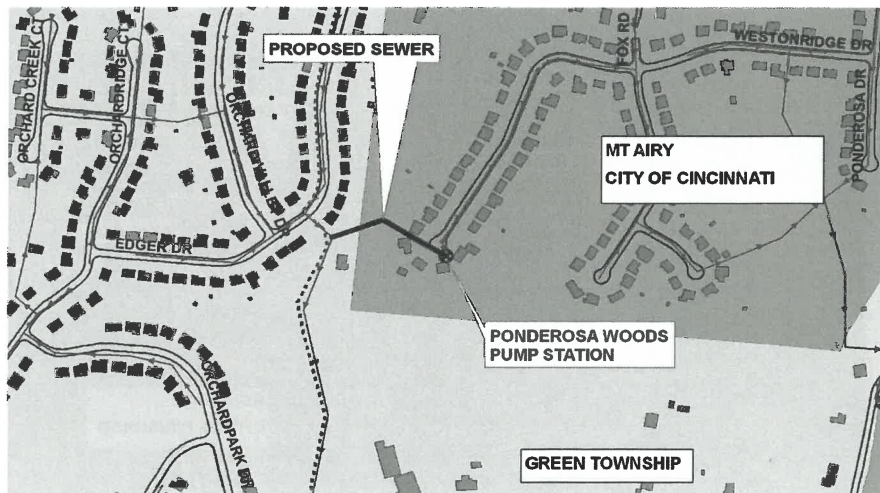 PROPOSED SEWER
FOX RD
WESTONRIDGE DR
ORCHARD CREEK CT
ORCHARDRIDGE CT
MT AIRY
CITY OF CINCINNATI
PONDEROSA DR
EDGER DR
PONDEROSA WOODS
PUMP STATION
ORCHARDPARK
GREEN TOWNSHIP